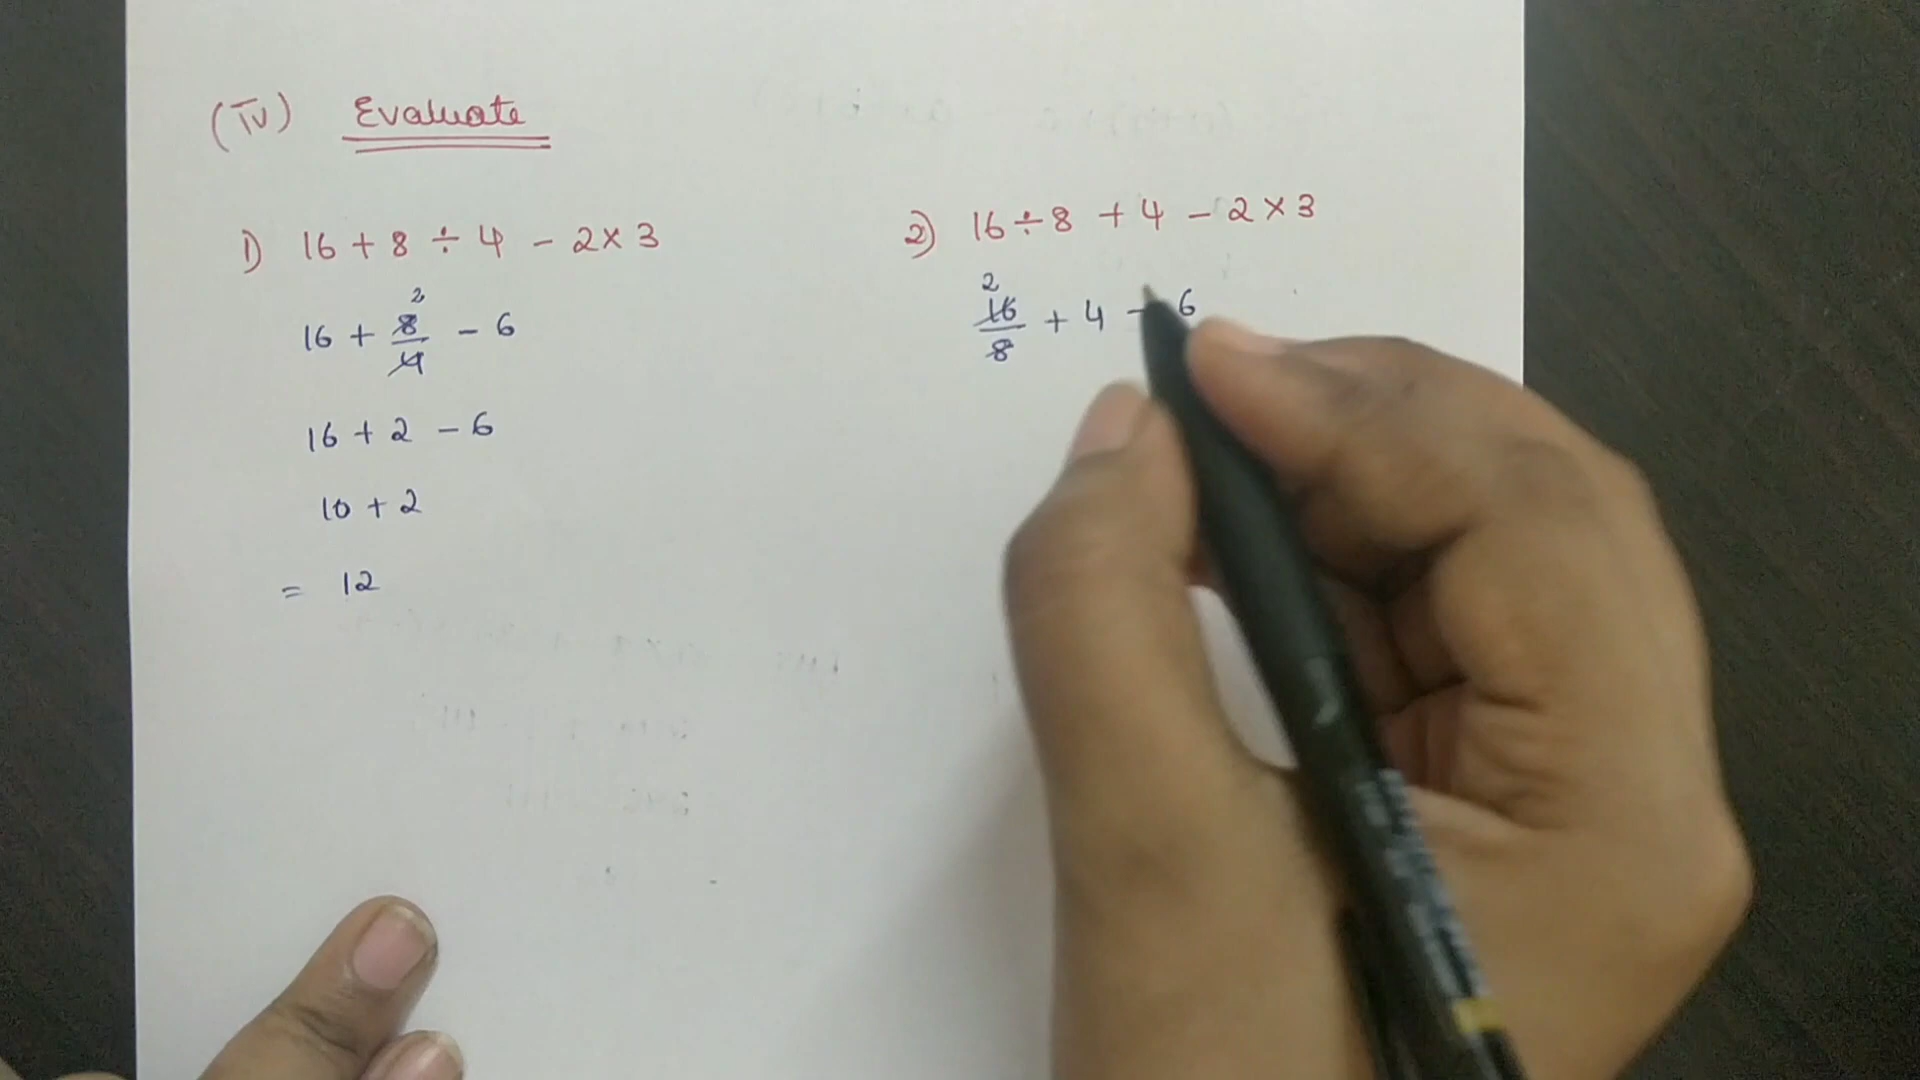 (IV) Evaluate
1) 16 + 8 ÷ 4 - 2 × 3
2
16 + 8/4 - 6
16 + 2 - 6
10 + 2
= 12
2) 16 ÷ 8 + 4 - 2 × 3
2
16/8 + 4 - 6